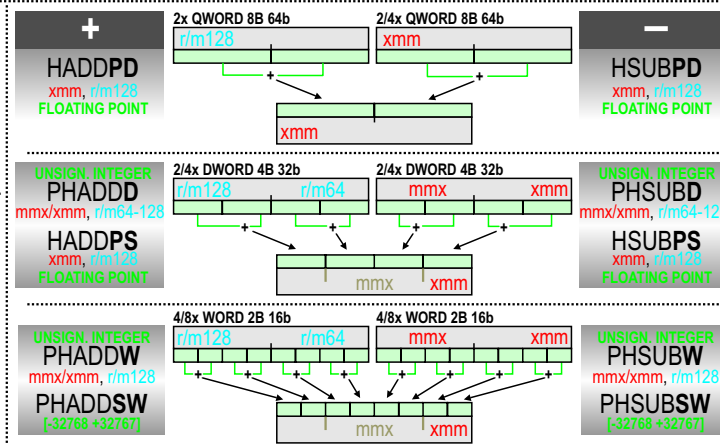 +
HADDPD
xmm, r/m128
FLOATING POINT
2x QWORD 8B 64b
r/m128
+
2/4x QWORD 8B 64b
xmm
+
xmm
−
HSUBPD
xmm, r/m128
FLOATING POINT
UNSIGN. INTEGER
PHADDD
mmx/xmm, r/m64-128
HADDPS
xmm, r/m128
FLOATING POINT
2/4x DWORD 4B 32b
r/m128 r/m64
+ +
2/4x DWORD 4B 32b
mmx xmm
+ +
mmx xmm
UNSIGN. INTEGER
PHSUBD
mmx/xmm, r/m64-12
HSUBPS
xmm, r/m128
FLOATING POINT
UNSIGN. INTEGER
PHADDW
mmx/xmm, r/m128
PHADDSW
[-32768 +32767]
4/8x WORD 2B 16b
r/m128 r/m64
+ + + +
4/8x WORD 2B 16b
mmx xmm
+ + + +
mmx xmm
UNSIGN. INTEGER
PHSUBW
mmx/xmm, r/m128
PHSUBSW
[-32768 +32767]